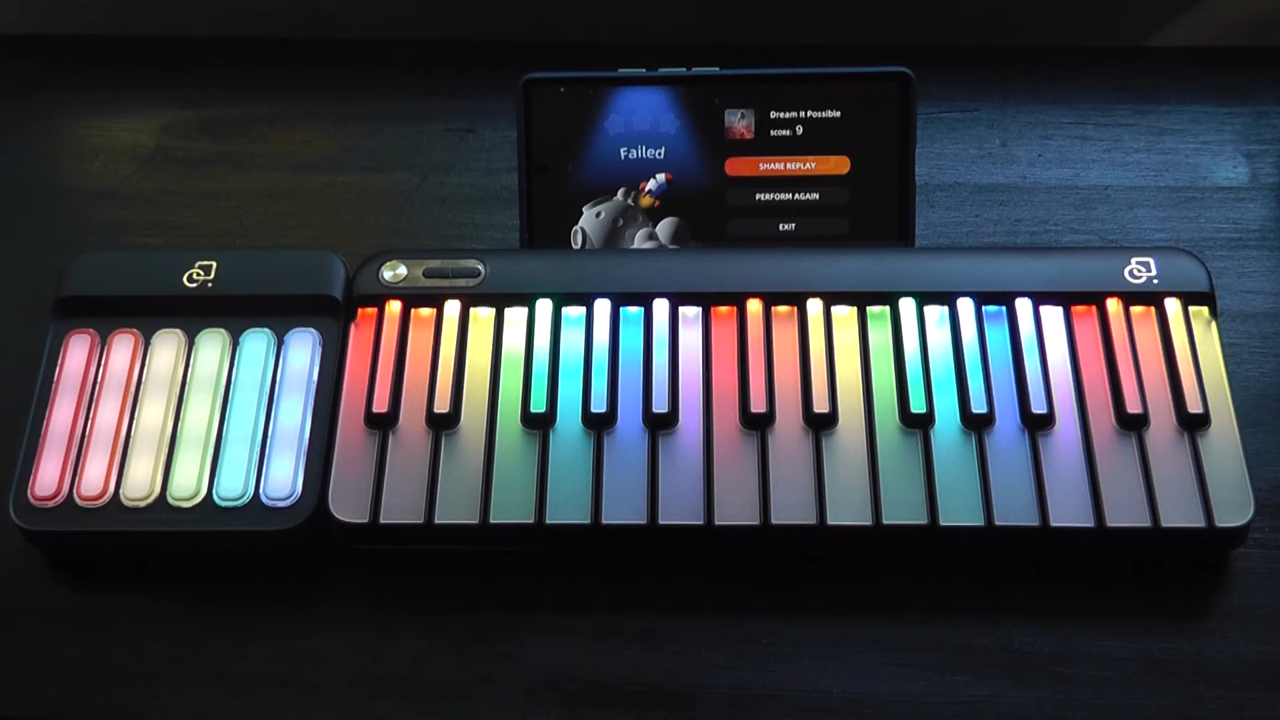 Failed
Dream It Possible
SCORE: 9
SHARE REPLAY
PERFORM AGAIN
EXIT